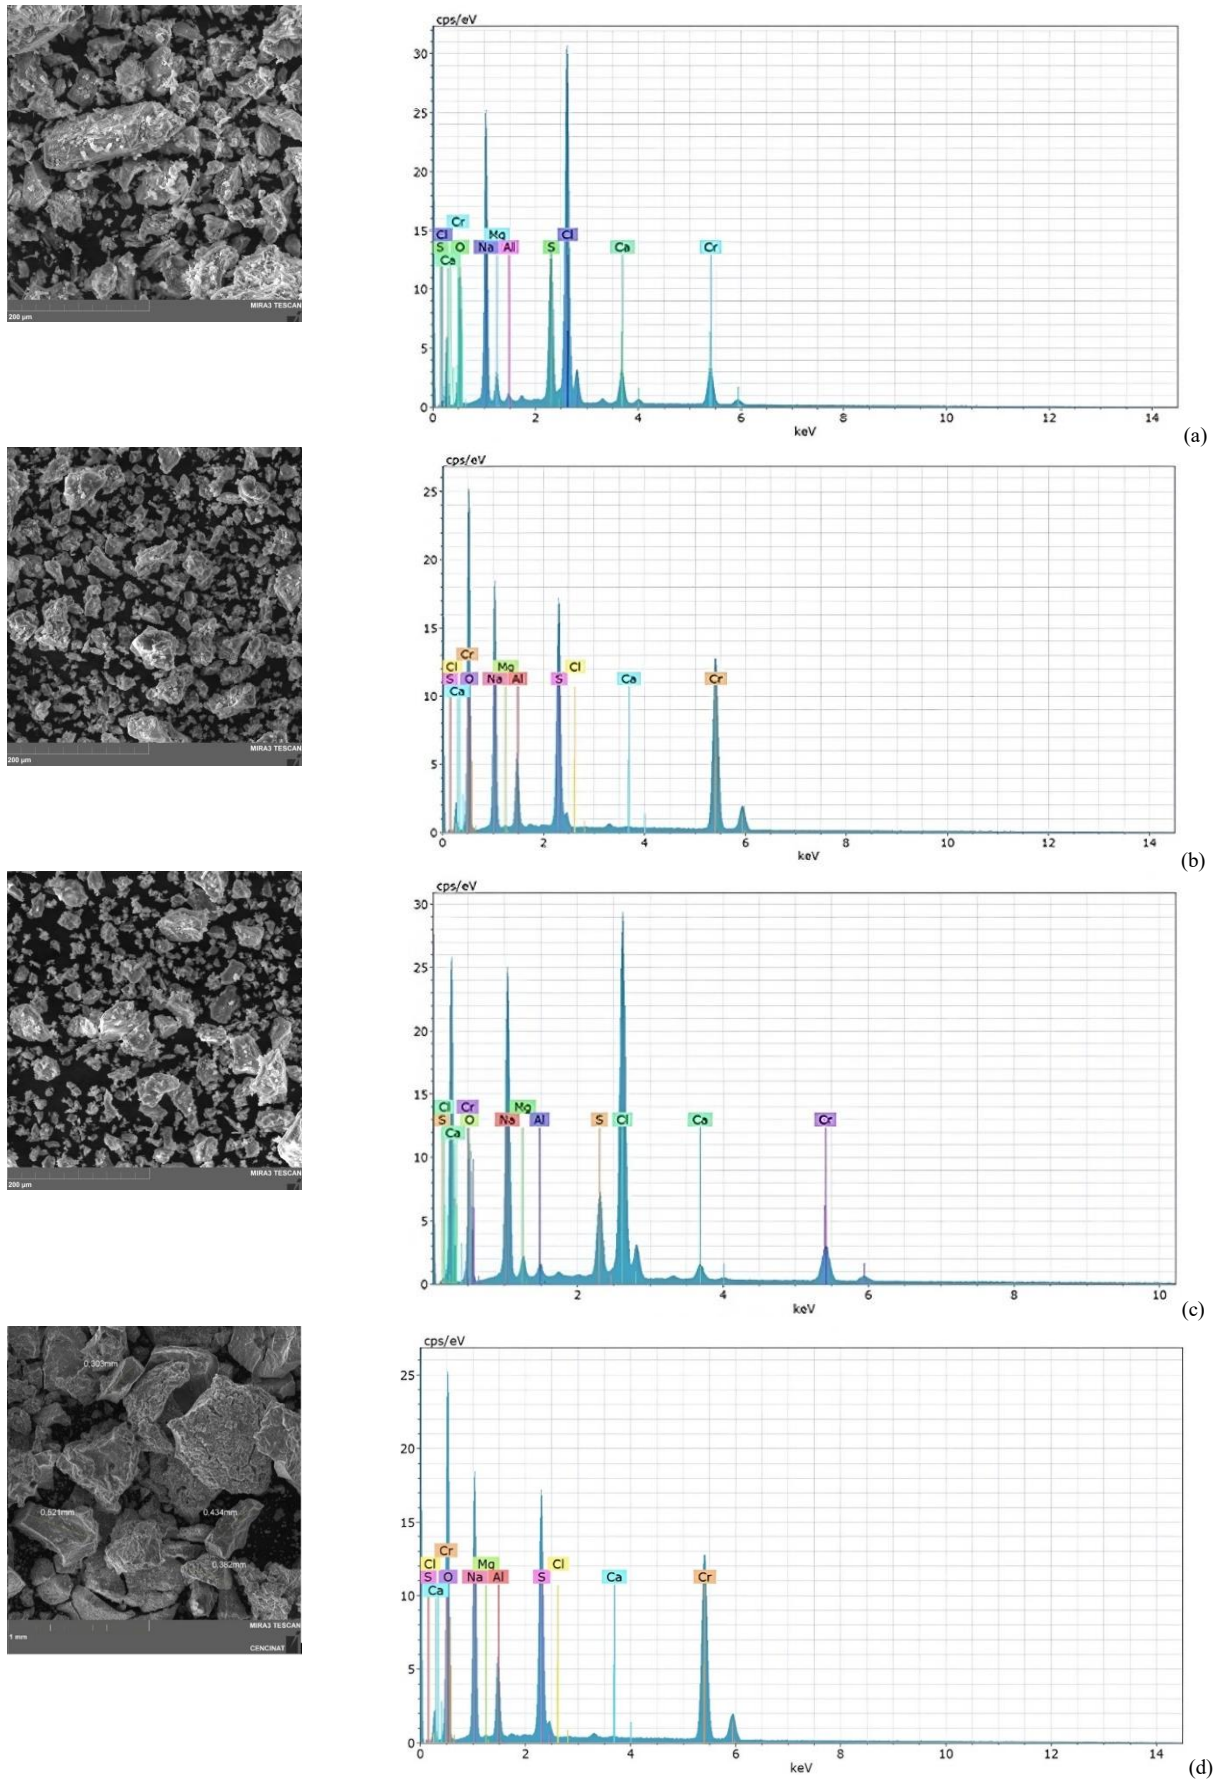 cps/eV
30
25
20
15
10
5
0
Cr
Cl Mg Cl
S O Na Al S Ca Cr
Ca
0 2 4 6 8 10 12 14
keV
MIRA3 TESCAN
200 µm
(a)
cps/eV
25
20
15
10
5
0
Cr
Cl Mg Cl
S O Na Al S Ca Cr
Ca
0 2 4 6 8 10 12 14
keV
MIRA3 TESCAN
200 µm
(b)
cps/eV
30
25
20
15
10
5
0
Cl Cr Mg
S O Na Al S Cl Ca Cr
Ca
2 4 6 8 10
keV
MIRA3 TESCAN
200 µm
(c)
0.303mm
0.621mm
0.434mm
0.382mm
MIRA3 TESCAN
1 mm
CENCINAT
cps/eV
25
20
15
10
5
0
Cr
Cl Mg Cl
S O Na Al S Ca Cr
Ca
0 2 4 6 8 10 12 14
keV
(d)